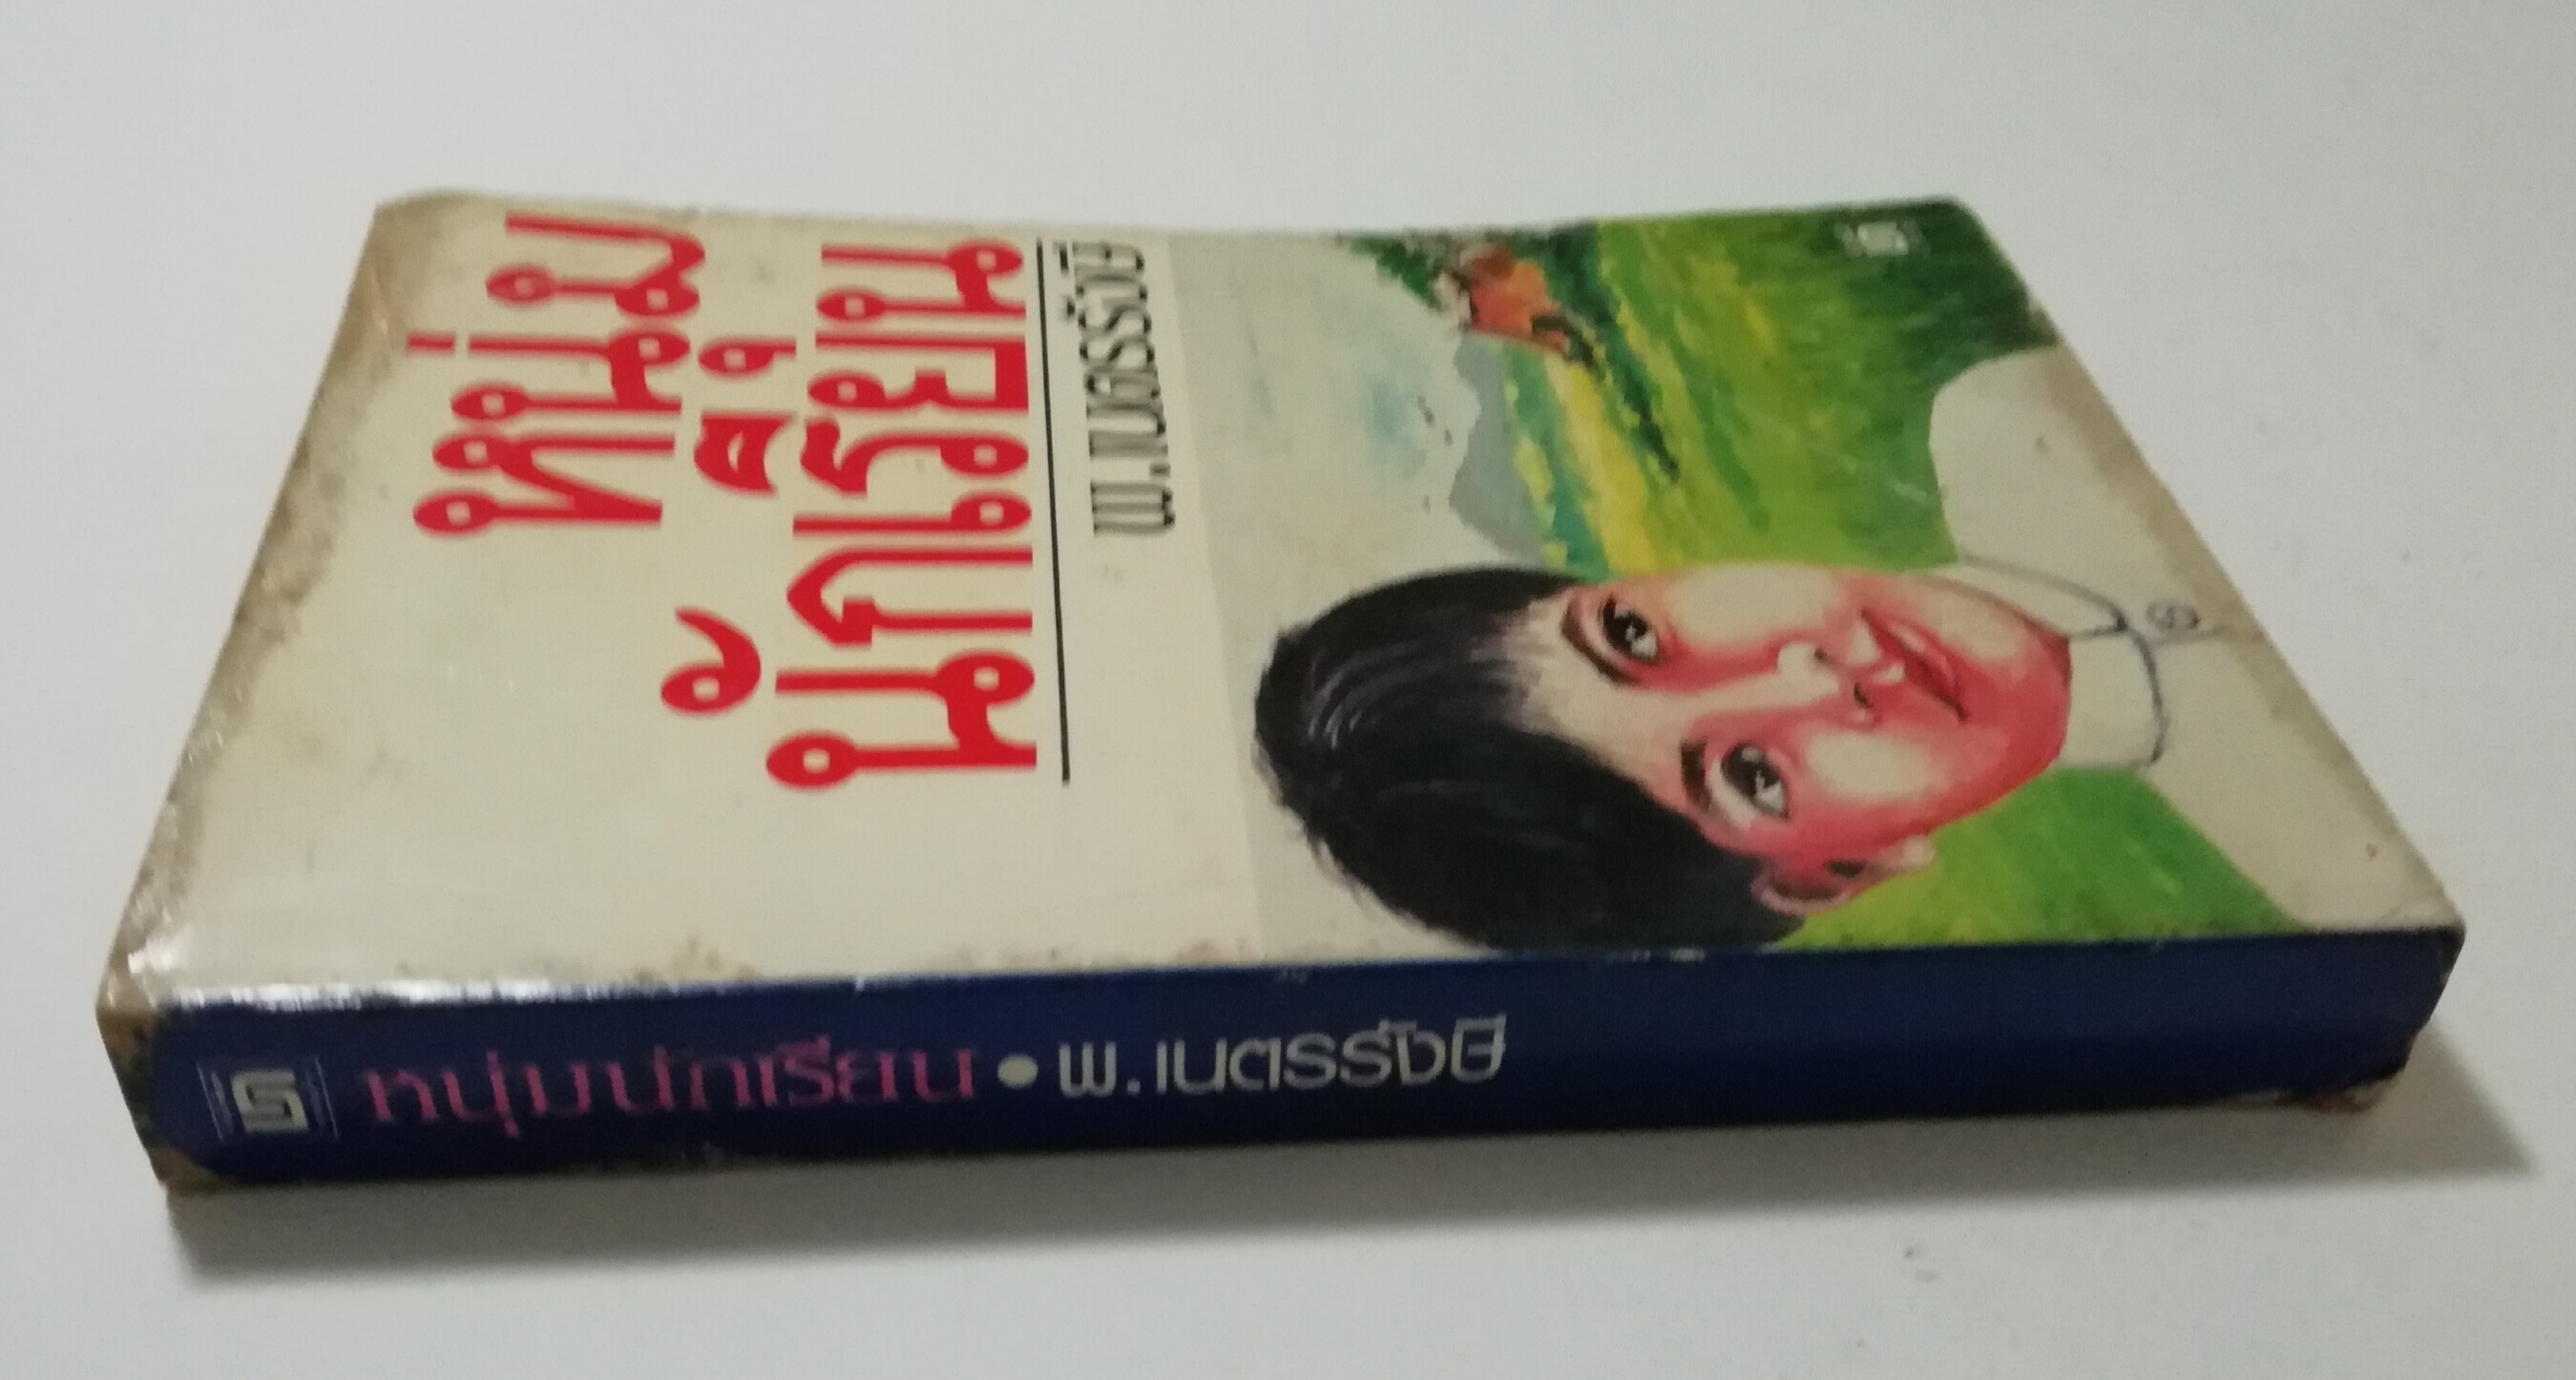 หนุ่ม
นักเรียน
พ.เนตรรังษี
หนุ่มนักเรียน • พ.เนตรรังษี